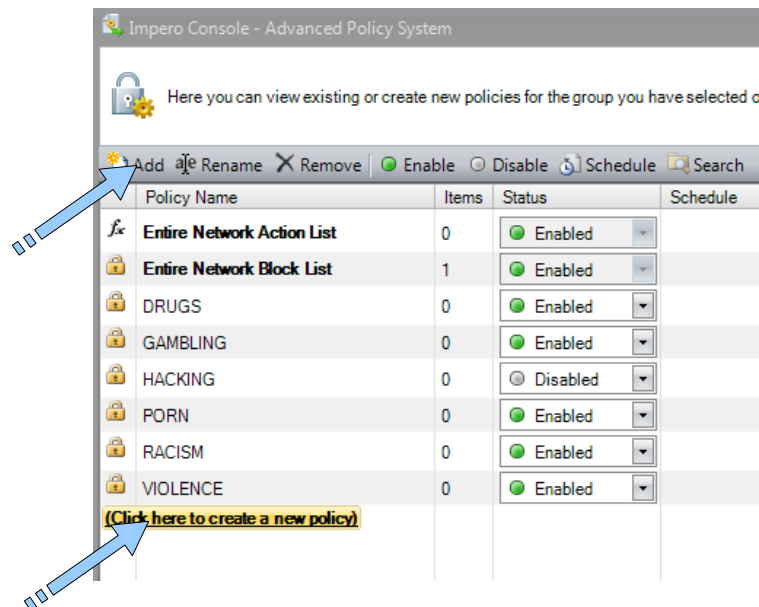 Impero Console - Advanced Policy System
Here you can view existing or create new policies for the group you have selected o
Add Rename Remove Enable Disable Schedule Search
Policy Name Items Status Schedule
Entire Network Action List 0 Enabled
Entire Network Block List 1 Enabled
DRUGS 0 Enabled
GAMBLING 0 Enabled
HACKING 0 Disabled
PORN 0 Enabled
RACISM 0 Enabled
VIOLENCE 0 Enabled
(Click here to create a new policy)